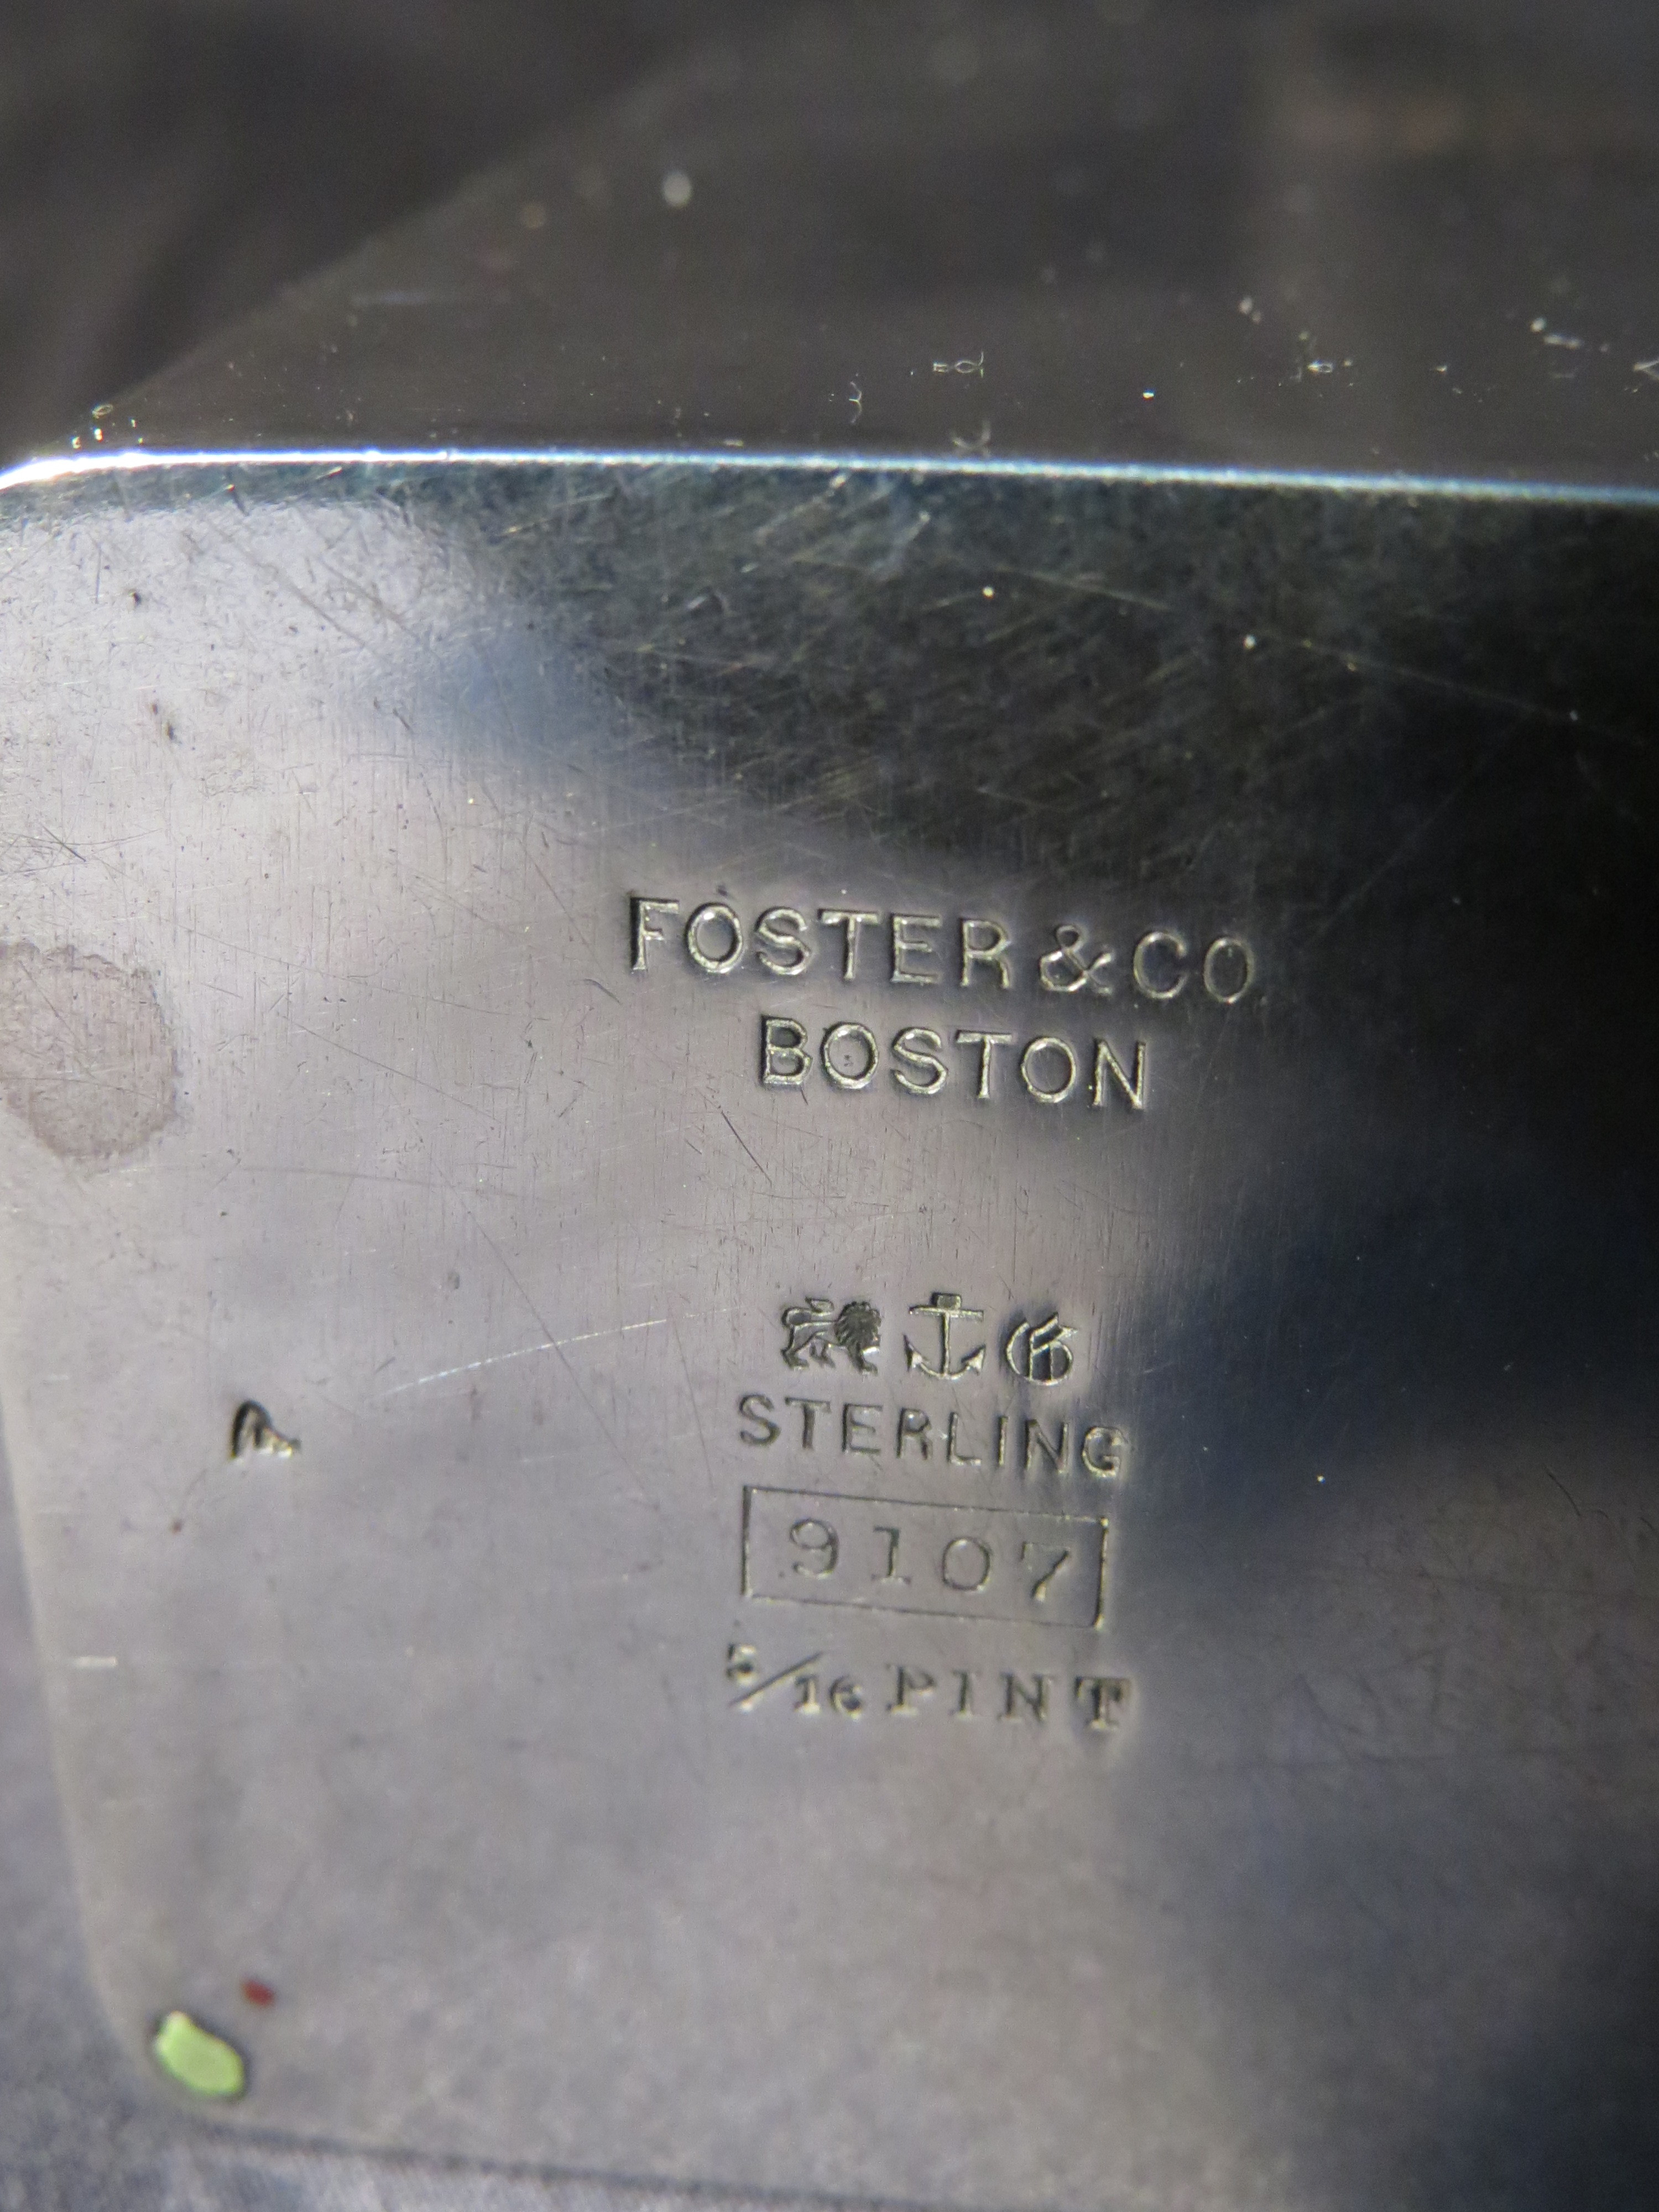 FOSTER & CO.
BOSTON
G
STERLING
9107
5/16 PINT